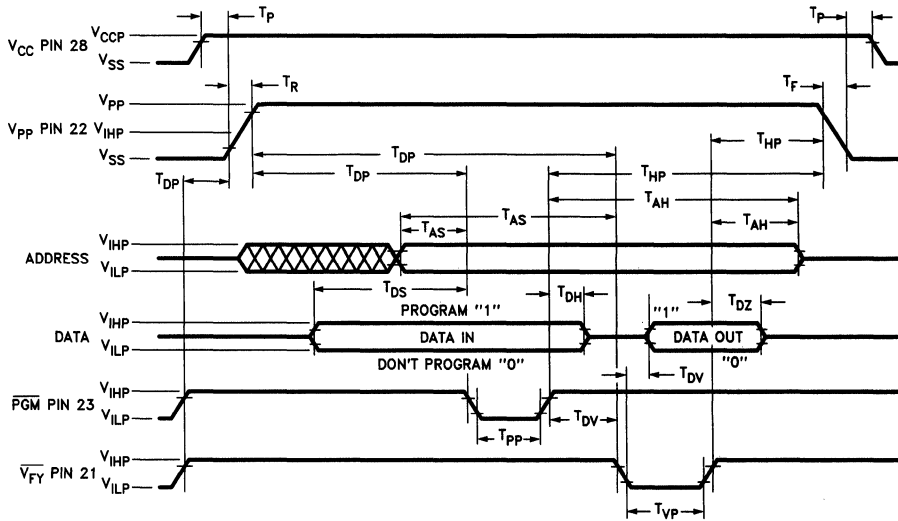 T_P T_P
V_CC PIN 28 V_CCP
V_SS
T_R T_F
V_PP
V_PP PIN 22 V_IHP
T_HP
V_SS
T_DP
T_DP T_DP T_HP
T_AH
T_AS
T_AS T_AH
ADDRESS V_IHP
V_ILP
T_DS T_DH T_DZ
PROGRAM "1" "1"
DATA V_IHP
DATA IN DATA OUT
V_ILP
DON'T PROGRAM "0" "0"
T_DV
PGM PIN 23 V_IHP
V_ILP
T_PP T_DV
VFY PIN 21 V_IHP
V_ILP
T_VP